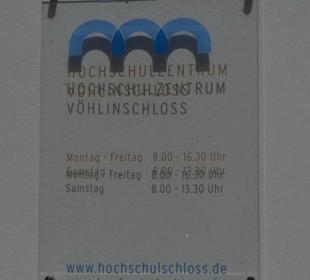 HOCHSCHULZENTRUM
VÖHLINSCHLOSS
Montag - Freitag 8.00 - 16.30 Uhr
Samstag 8.00 - 13.30 Uhr
www.hochschulschloss.de